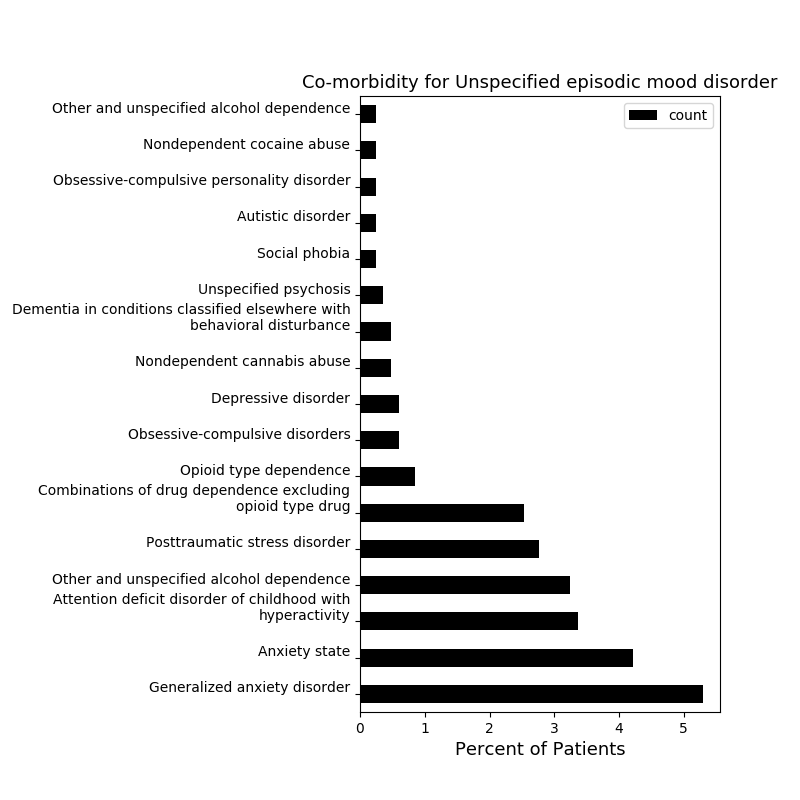 Co-morbidity for Unspecified episodic mood disorder
count
Other and unspecified alcohol dependence
Nondependent cocaine abuse
Obsessive-compulsive personality disorder
Autistic disorder
Social phobia
Unspecified psychosis
Dementia in conditions classified elsewhere with
behavioral disturbance
Nondependent cannabis abuse
Depressive disorder
Obsessive-compulsive disorders
Opioid type dependence
Combinations of drug dependence excluding
opioid type drug
Posttraumatic stress disorder
Other and unspecified alcohol dependence
Attention deficit disorder of childhood with
hyperactivity
Anxiety state
Generalized anxiety disorder
0 1 2 3 4 5
Percent of Patients